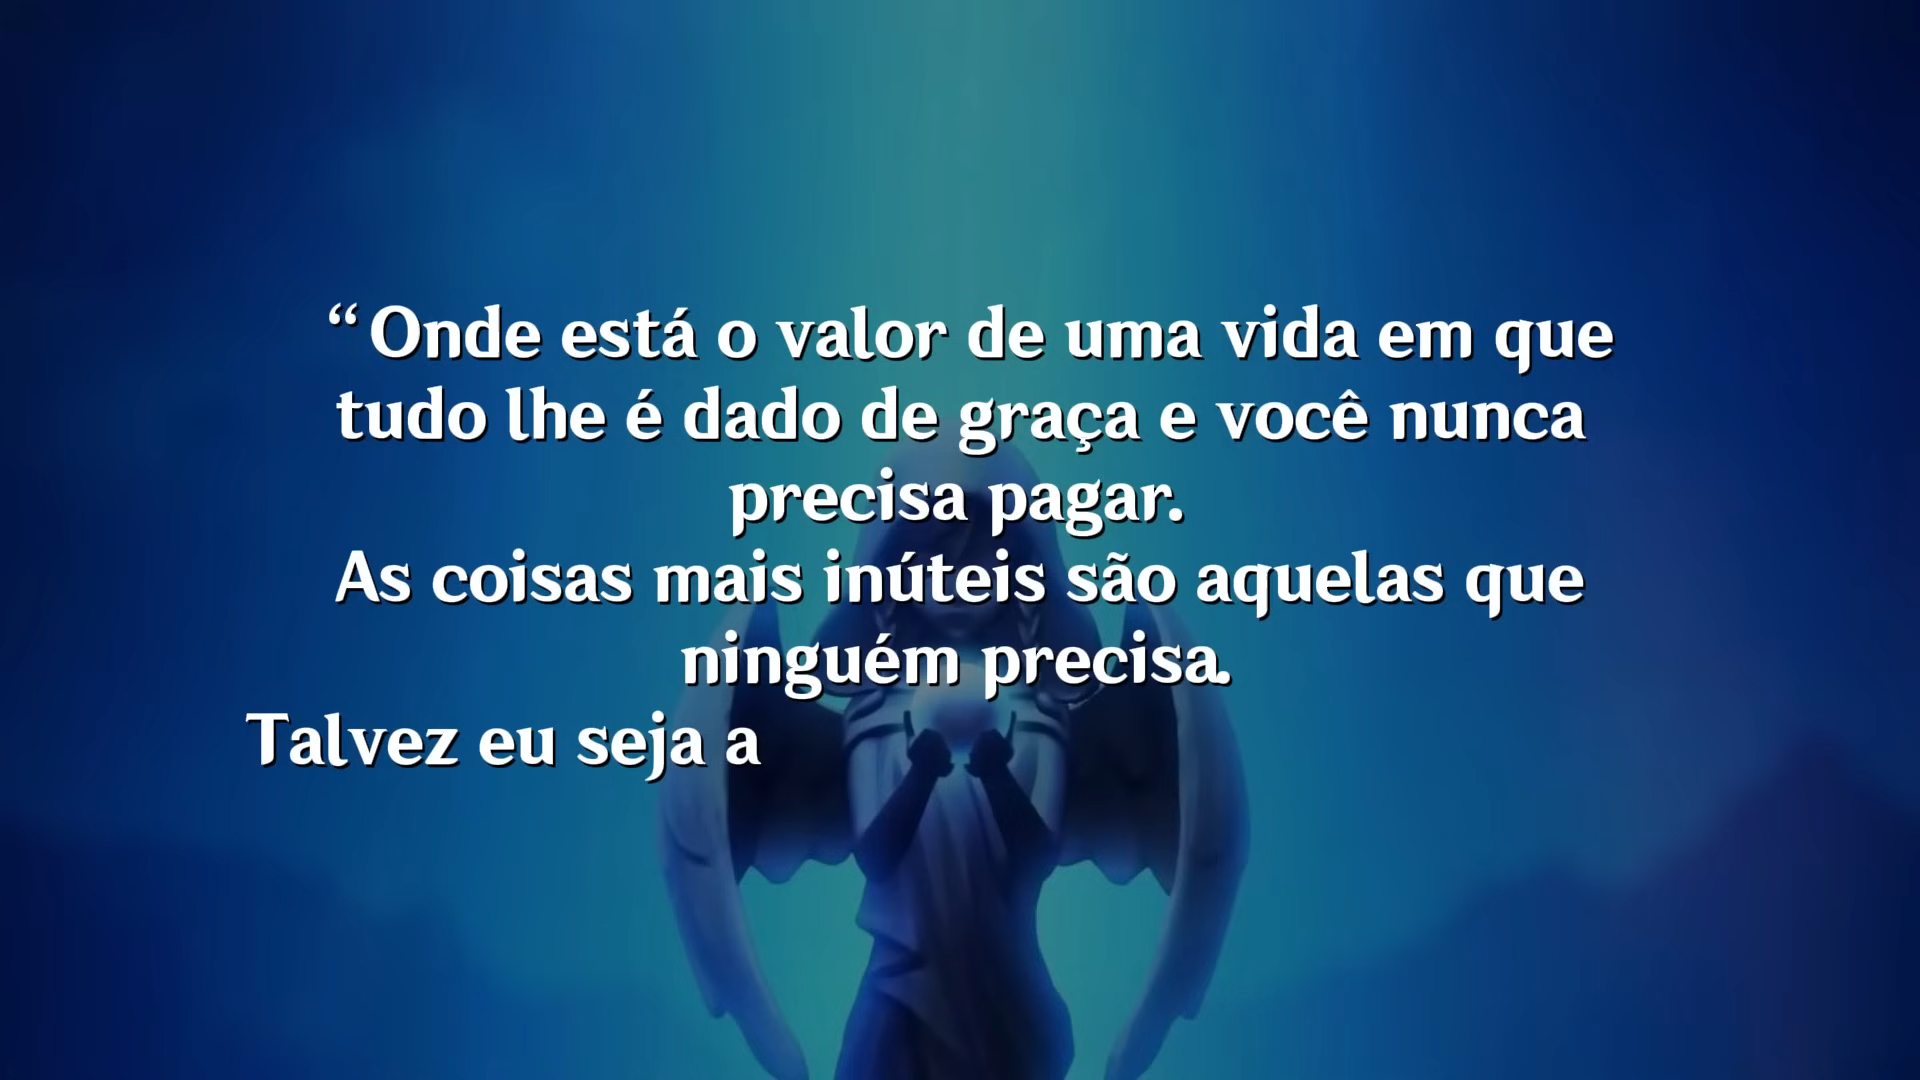 “Onde está o valor de uma vida em que
tudo lhe é dado de graça e você nunca
precisa pagar.
As coisas mais inúteis são aquelas que
ninguém precisa.
Talvez eu seja a